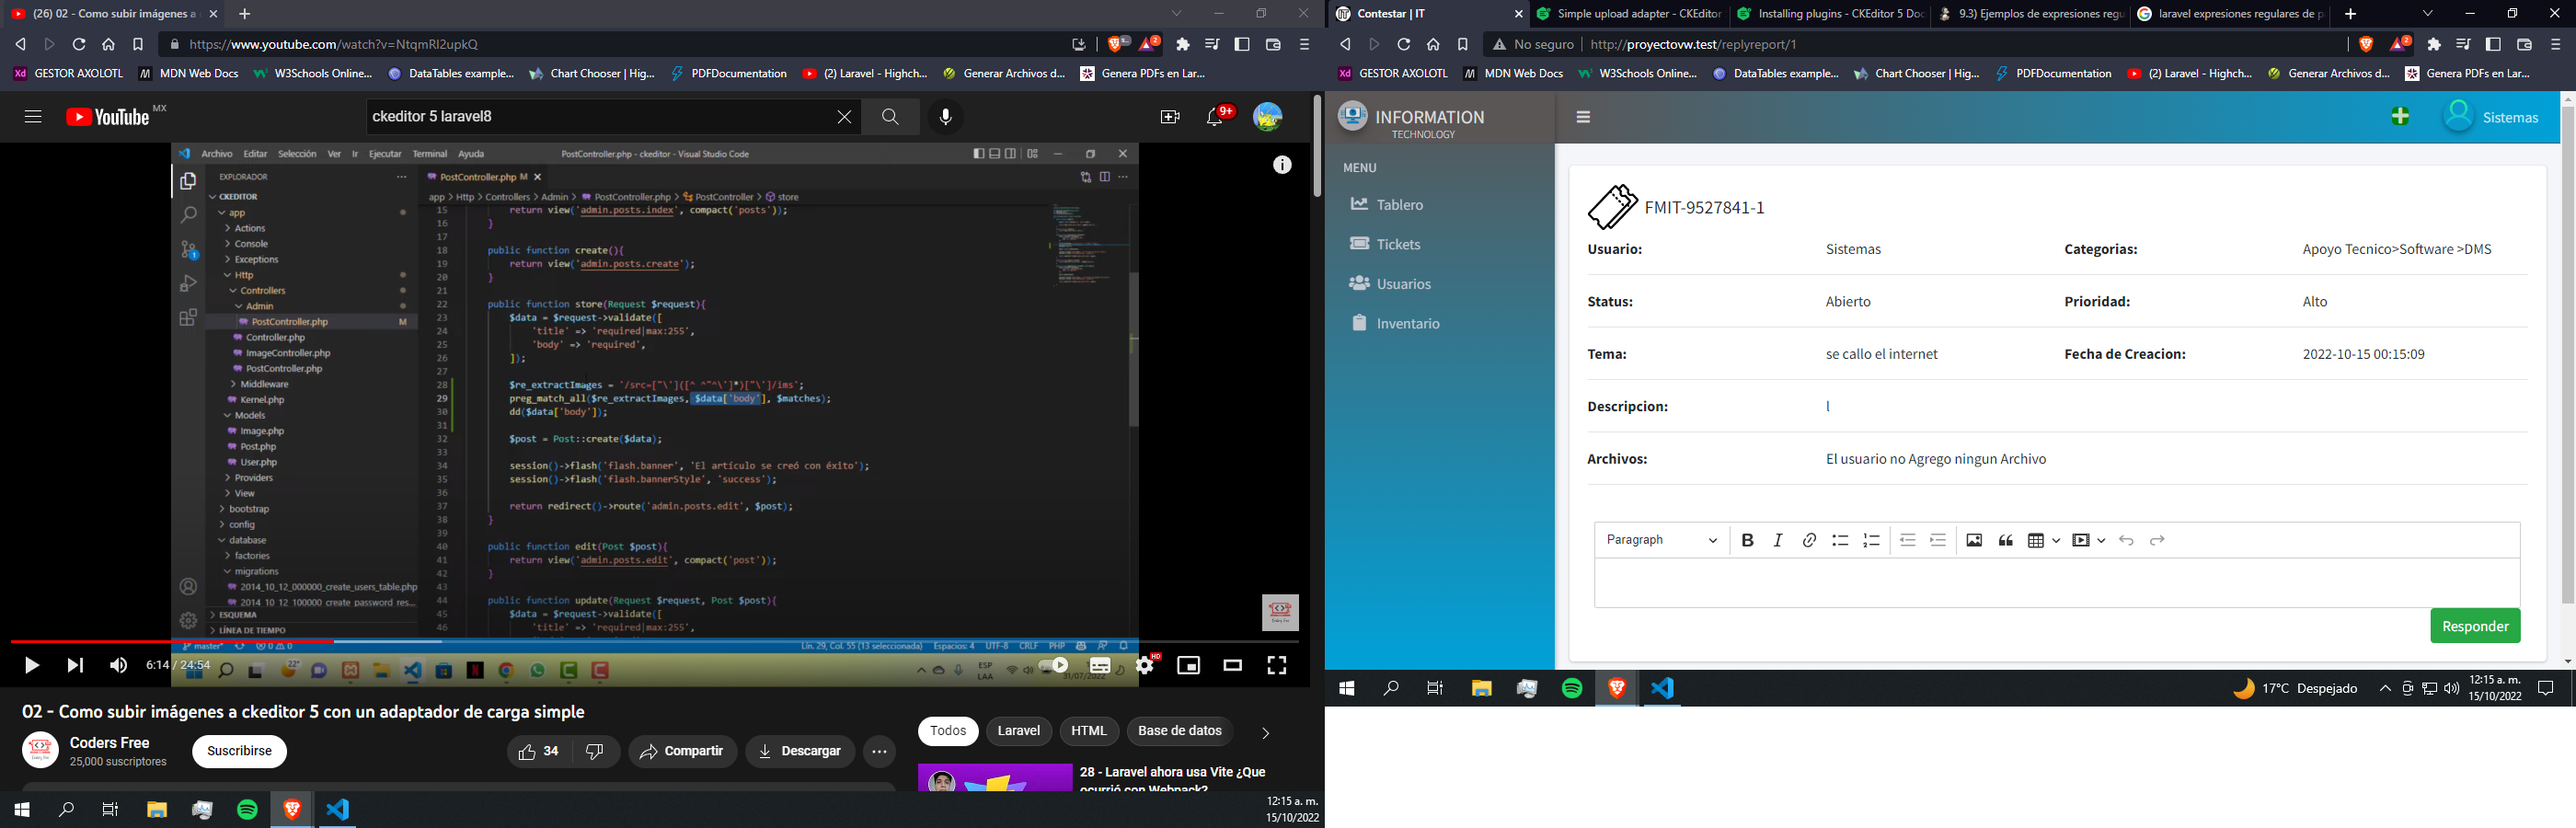 (26) 02 - Como subir imágenes a
https://www.youtube.com/watch?v=NtqmRl2upkQ
GESTOR AXOLOTL
MDN Web Docs
W3Schools Online...
DataTables example...
Chart Chooser | Hig...
PDFDocumentation
(2) Laravel - Highch...
Generar Archivos d...
Genera PDFs en Lar...
YouTube MX
ckeditor 5 laravel8
9+
Archivo Editar Selección Ver Ir Ejecutar Terminal Ayuda
PostController.php - ckeditor - Visual Studio Code
EXPLORADOR
CKEDITOR
app
Actions
Console
Exceptions
Http
Controllers
Admin
PostController.php M
Controller.php
ImageController.php
PostController.php
Middleware
Kernel.php
Models
Image.php
Post.php
User.php
Providers
View
bootstrap
config
database
factories
migrations
2014_10_12_000000_create_users_table.php
2014_10_12_100000_create_password_res...
ESQUEMA
LÍNEA DE TIEMPO
PostController.php M
app > Http > Controllers > Admin > PostController.php > PostController > store
15 return view('admin.posts.index', compact('posts'));
16 }
17
18 public function create(){
19 return view('admin.posts.create');
20 }
21
22 public function store(Request $request){
23 $data = $request->validate([
24 'title' => 'required|max:255',
25 'body' => 'required',
26 ]);
27
28 $re_extractImages = '/src=["\']([^ ^"^\']*)["\']/ims';
29 preg_match_all($re_extractImages, $data['body'], $matches);
30 dd($data['body']);
31
32 $post = Post::create($data);
33
34 session()->flash('flash.banner', 'El artículo se creó con éxito');
35 session()->flash('flash.bannerStyle', 'success');
36
37 return redirect()->route('admin.posts.edit', $post);
38 }
39
40 public function edit(Post $post){
41 return view('admin.posts.edit', compact('post'));
42 }
43
44 public function update(Request $request, Post $post){
45 $data = $request->validate([
46 'title' => 'required|max:255',
master* 0 0
Lín. 29, Col. 55 (13 seleccionada) Espacios: 4 UTF-8 CRLF PHP
6:14 / 24:54
22°
ESP
LAA
HD
31/07/2022
02 - Como subir imágenes a ckeditor 5 con un adaptador de carga simple
Coders Free
25,000 suscriptores
Suscribirse
34
Compartir
Descargar
Todos
Laravel
HTML
Base de datos
28 - Laravel ahora usa Vite ¿Que
ocurrió con Webpack?
12:15 a. m.
15/10/2022
Contestar | IT
Simple upload adapter - CKEditor
Installing plugins - CKEditor 5 Doc
9.3) Ejemplos de expresiones regu
laravel expresiones regulares de p
No seguro
http://proyectovw.test/replyreport/1
2
GESTOR AXOLOTL
MDN Web Docs
W3Schools Online...
DataTables example...
Chart Chooser | Hig...
PDFDocumentation
(2) Laravel - Highch...
Generar Archivos d...
Genera PDFs en Lar...
INFORMATION
TECHNOLOGY
Sistemas
MENU
Tablero
Tickets
Usuarios
Inventario
FMIT-9527841-1
Usuario: Sistemas Categorias: Apoyo Tecnico>Software >DMS
Status: Abierto Prioridad: Alto
Tema: se callo el internet Fecha de Creacion: 2022-10-15 00:15:09
Descripcion: l
Archivos: El usuario no Agrego ningun Archivo
Paragraph
Responder
17°C Despejado
12:15 a. m.
15/10/2022